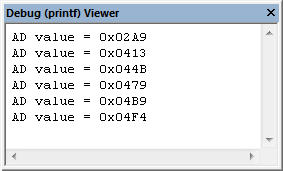 Debug (printf) Viewer
AD value = 0x02A9
AD value = 0x0413
AD value = 0x044B
AD value = 0x0479
AD value = 0x04B9
AD value = 0x04F4